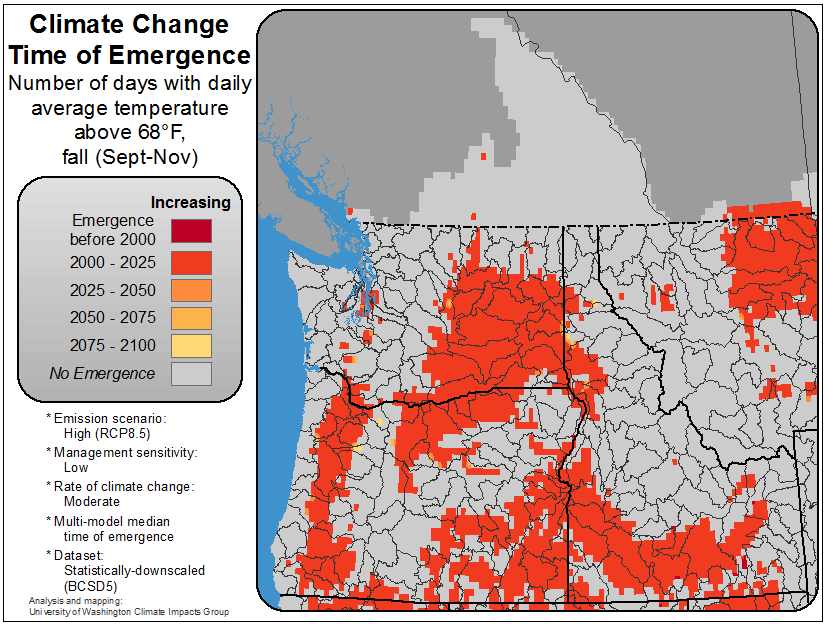 Climate Change
Time of Emergence
Number of days with daily
average temperature
above 68°F,
fall (Sept-Nov)
Increasing
Emergence
before 2000
2000 - 2025
2025 - 2050
2050 - 2075
2075 - 2100
No Emergence
* Emission scenario:
High (RCP8.5)
* Management sensitivity:
Low
* Rate of climate change:
Moderate
* Multi-model median
time of emergence
* Dataset:
Statistically-downscaled
(BCSD5)
Analysis and mapping:
University of Washington Climate Impacts Group